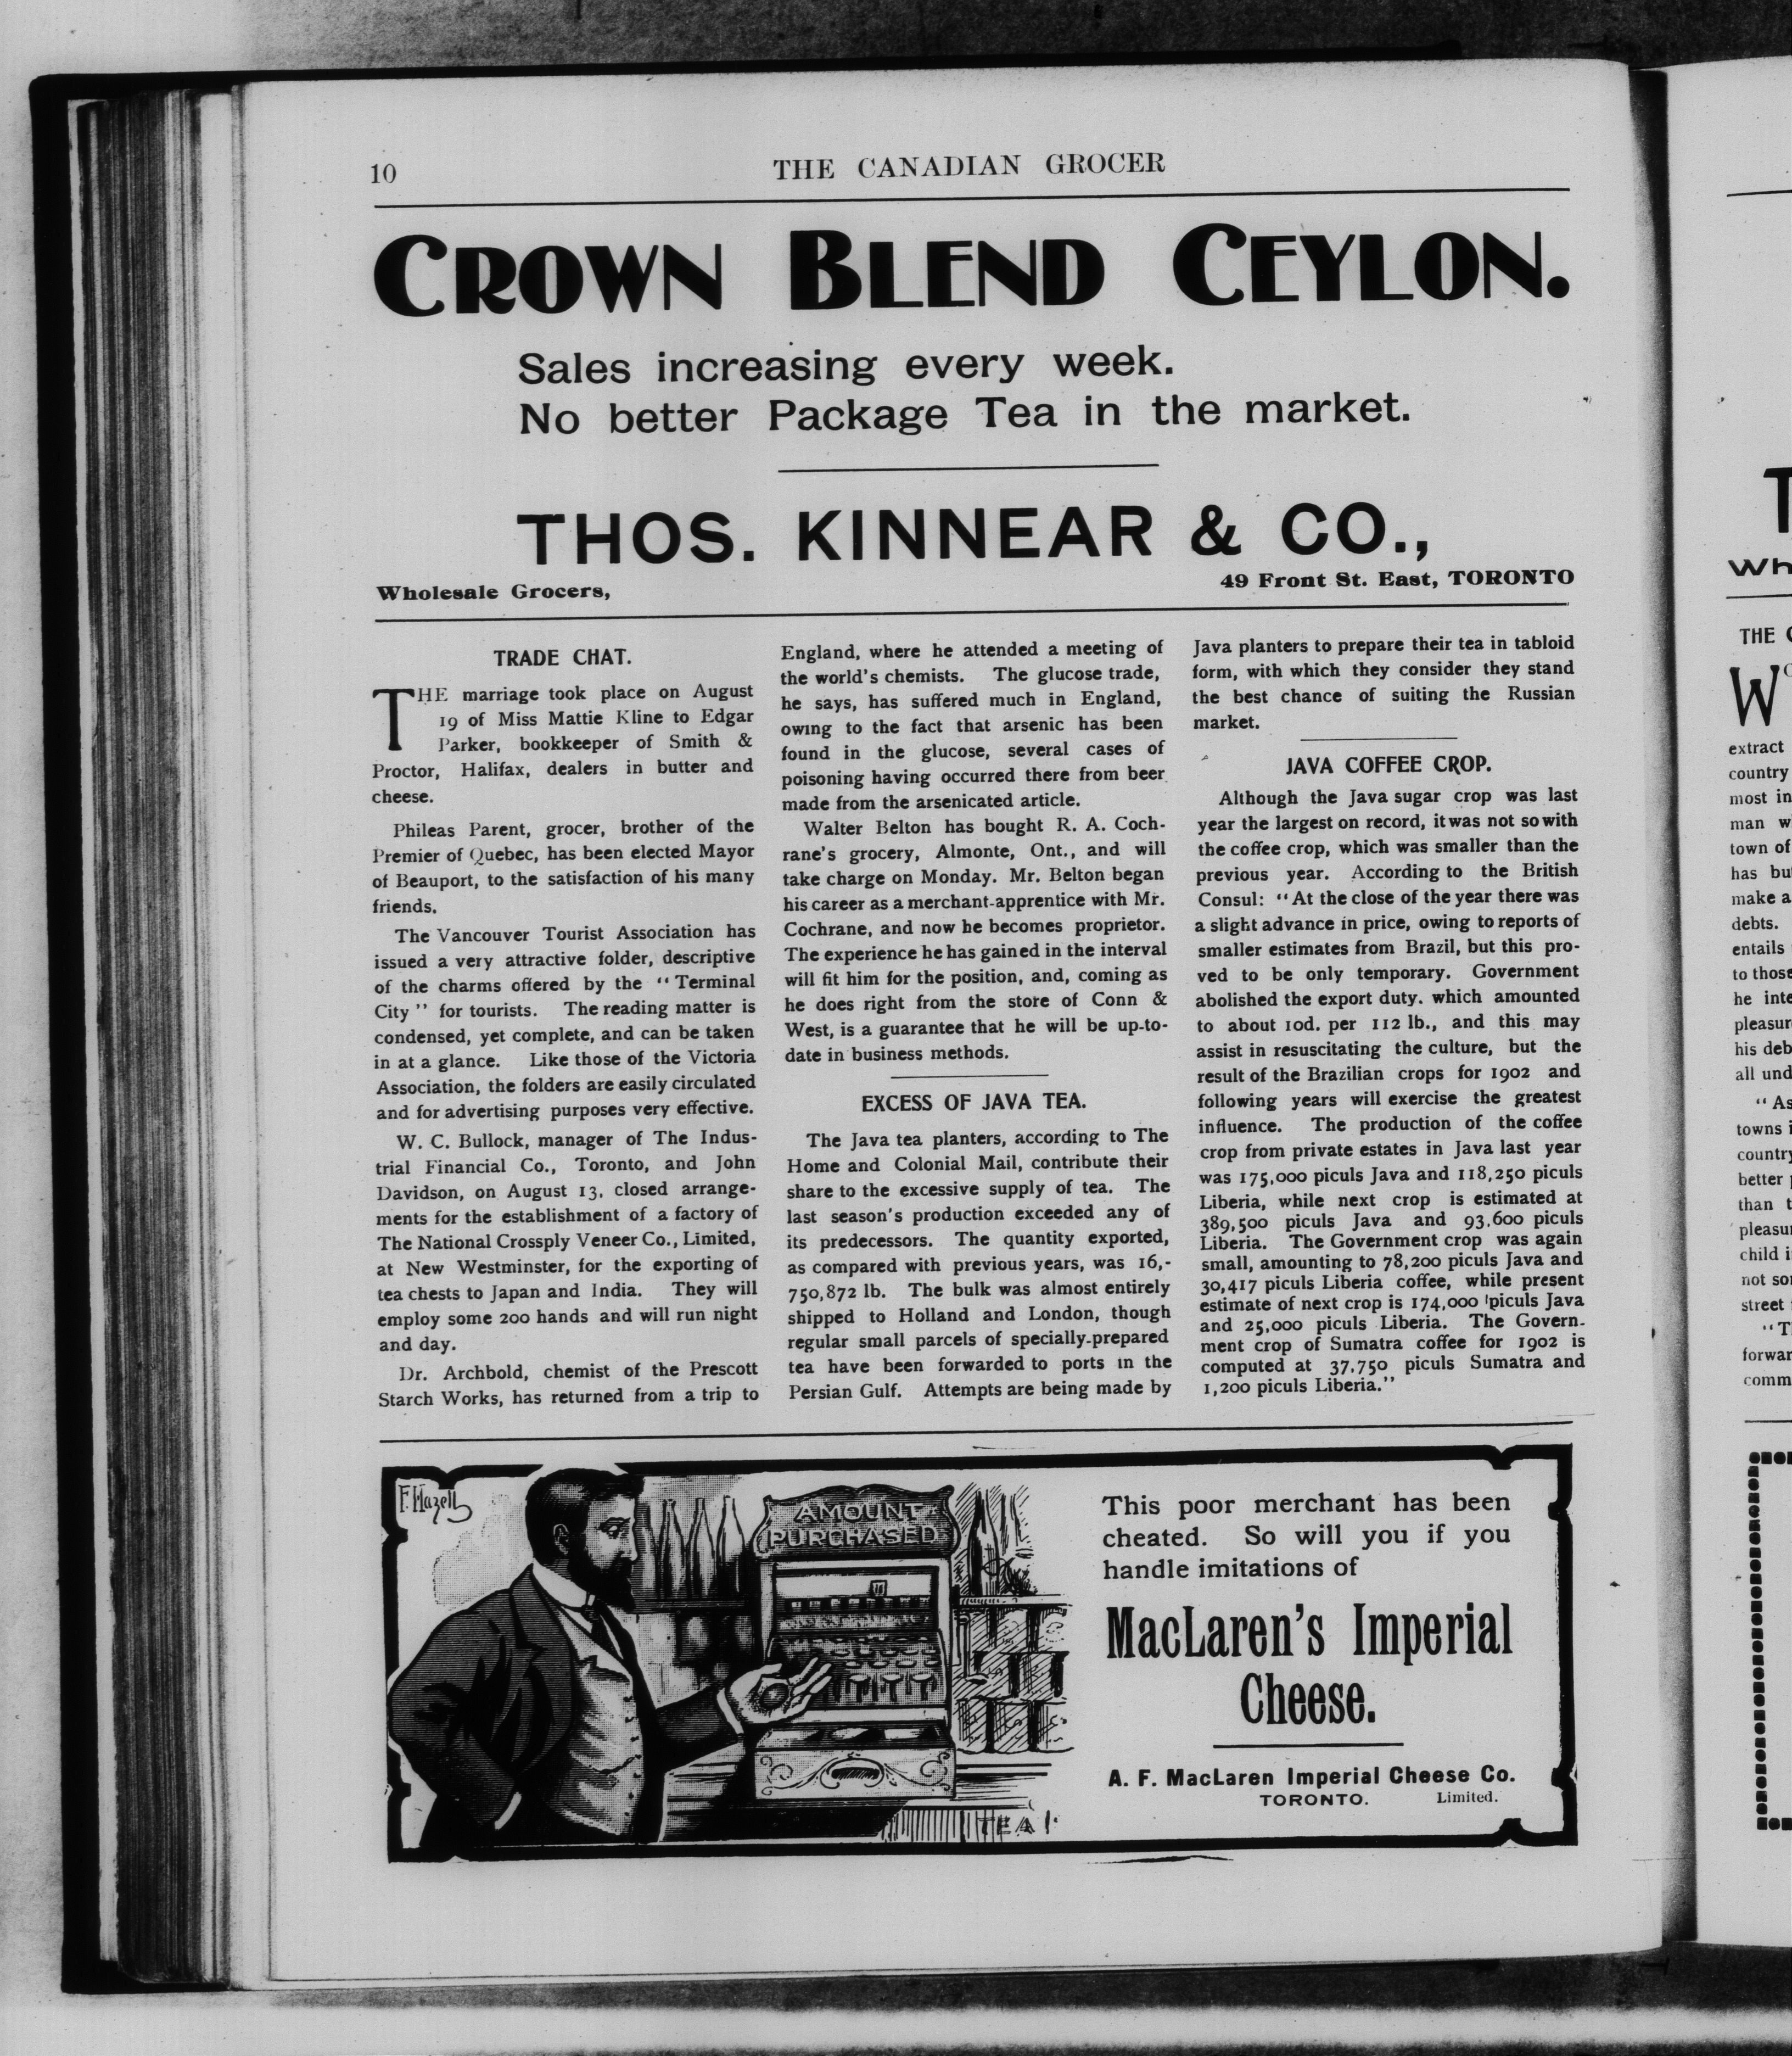 10
THE CANADIAN GROCER
CROWN BLEND CEYLON.
Sales increasing every week.
No better Package Tea in the market.
THOS. KINNEAR & CO.,
Wholesale Grocers,
49 Front St. East, TORONTO
TRADE CHAT.
THE marriage took place on August
19 of Miss Mattie Kline to Edgar
Parker, bookkeeper of Smith &
Proctor, Halifax, dealers in butter and
cheese.
Phileas Parent, grocer, brother of the
Premier of Quebec, has been elected Mayor
of Beauport, to the satisfaction of his many
friends.
The Vancouver Tourist Association has
issued a very attractive folder, descriptive
of the charms offered by the "Terminal
City" for tourists. The reading matter is
condensed, yet complete, and can be taken
in at a glance. Like those of the Victoria
Association, the folders are easily circulated
and for advertising purposes very effective.
W. C. Bullock, manager of The Indus-
trial Financial Co., Toronto, and John
Davidson, on August 13, closed arrange-
ments for the establishment of a factory of
The National Crossply Veneer Co., Limited,
at New Westminster, for the exporting of
tea chests to Japan and India. They will
employ some 200 hands and will run night
and day.
Dr. Archbold, chemist of the Prescott
Starch Works, has returned from a trip to
England, where he attended a meeting of
the world's chemists. The glucose trade,
he says, has suffered much in England,
owing to the fact that arsenic has been
found in the glucose, several cases of
poisoning having occurred there from beer
made from the arsenicated article.
Walter Belton has bought R. A. Coch-
rane's grocery, Almonte, Ont., and will
take charge on Monday. Mr. Belton began
his career as a merchant-apprentice with Mr.
Cochrane, and now he becomes proprietor.
The experience he has gained in the interval
will fit him for the position, and, coming as
he does right from the store of Conn &
West, is a guarantee that he will be up-to-
date in business methods.
EXCESS OF JAVA TEA.
The Java tea planters, according to The
Home and Colonial Mail, contribute their
share to the excessive supply of tea. The
last season's production exceeded any of
its predecessors. The quantity exported,
as compared with previous years, was 16,-
750,872 lb. The bulk was almost entirely
shipped to Holland and London, though
regular small parcels of specially-prepared
tea have been forwarded to ports in the
Persian Gulf. Attempts are being made by
Java planters to prepare their tea in tabloid
form, with which they consider they stand
the best chance of suiting the Russian
market.
JAVA COFFEE CROP.
Although the Java sugar crop was last
year the largest on record, it was not so with
the coffee crop, which was smaller than the
previous year. According to the British
Consul: "At the close of the year there was
a slight advance in price, owing to reports of
smaller estimates from Brazil, but this pro-
ved to be only temporary. Government
abolished the export duty. which amounted
to about 10d. per 112 lb., and this may
assist in resuscitating the culture, but the
result of the Brazilian crops for 1902 and
following years will exercise the greatest
influence. The production of the coffee
crop from private estates in Java last year
was 175,000 piculs Java and 118,250 piculs
Liberia, while next crop is estimated at
389,500 piculs Java and 93.600 piculs
Liberia. The Government crop was again
small, amounting to 78,200 piculs Java and
30,417 piculs Liberia coffee, while present
estimate of next crop is 174,000 piculs Java
and 25,000 piculs Liberia. The Govern-
ment crop of Sumatra coffee for 1902 is
computed at 37.750 piculs Sumatra and
1,200 piculs Liberia."
F. Mazell
AMOUNT
PURCHASED
TEA
This poor merchant has been
cheated. So will you if you
handle imitations of
MacLaren's Imperial
Cheese.
A. F. MacLaren Imperial Cheese Co.
TORONTO. Limited.
Wh
THE
extract
country
most in
man w
town of
has bu
make a
debts.
entails
to those
he inte
pleasur
his deb
all und
"As
towns i
country
better
than t
pleasu
child i
not so
street
"T
forwar
comm